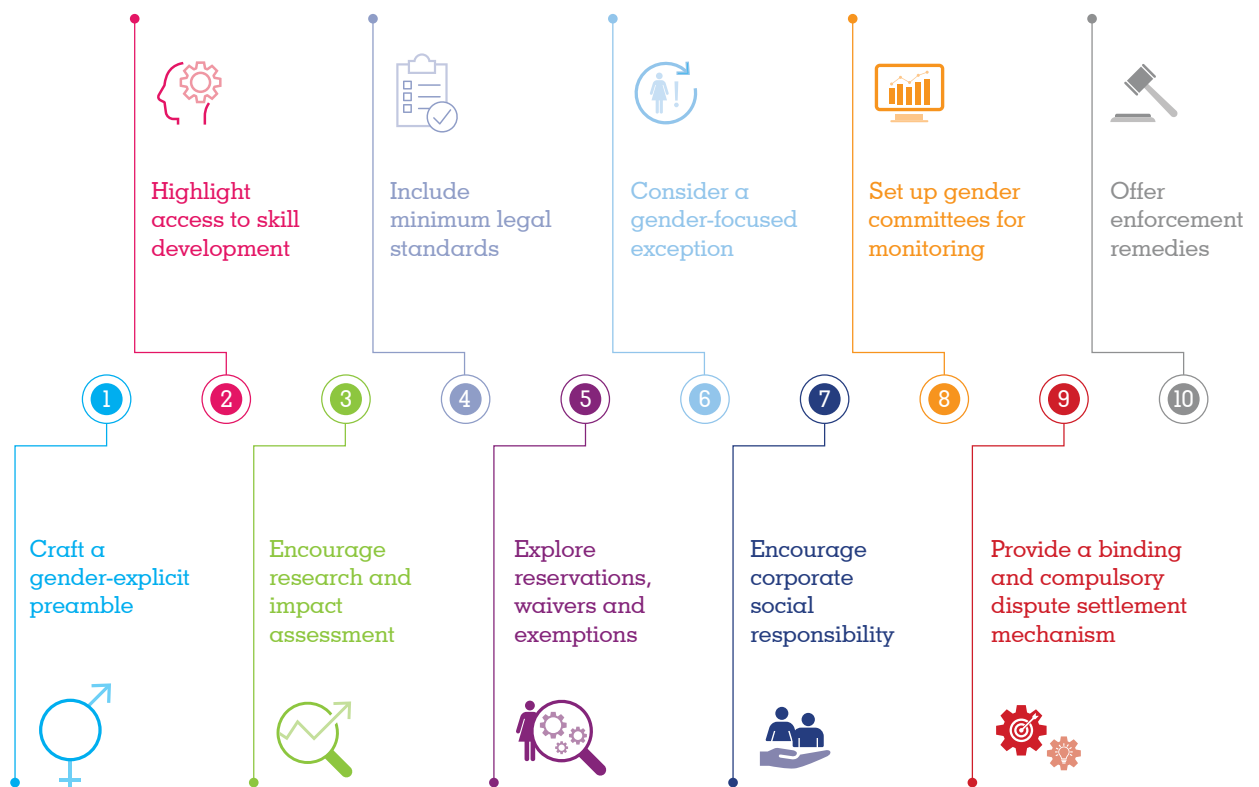 Highlight
access to skill
development
Include
minimum legal
standards
Consider a
gender-focused
exception
Set up gender
committees for
monitoring
Offer
enforcement
remedies
1
2
3
4
5
6
7
8
9
10
Craft a
gender-explicit
preamble
Encourage
research and
impact
assessment
Explore
reservations,
waivers and
exemptions
Encourage
corporate
social
responsibility
Provide a binding
and compulsory
dispute settlement
mechanism